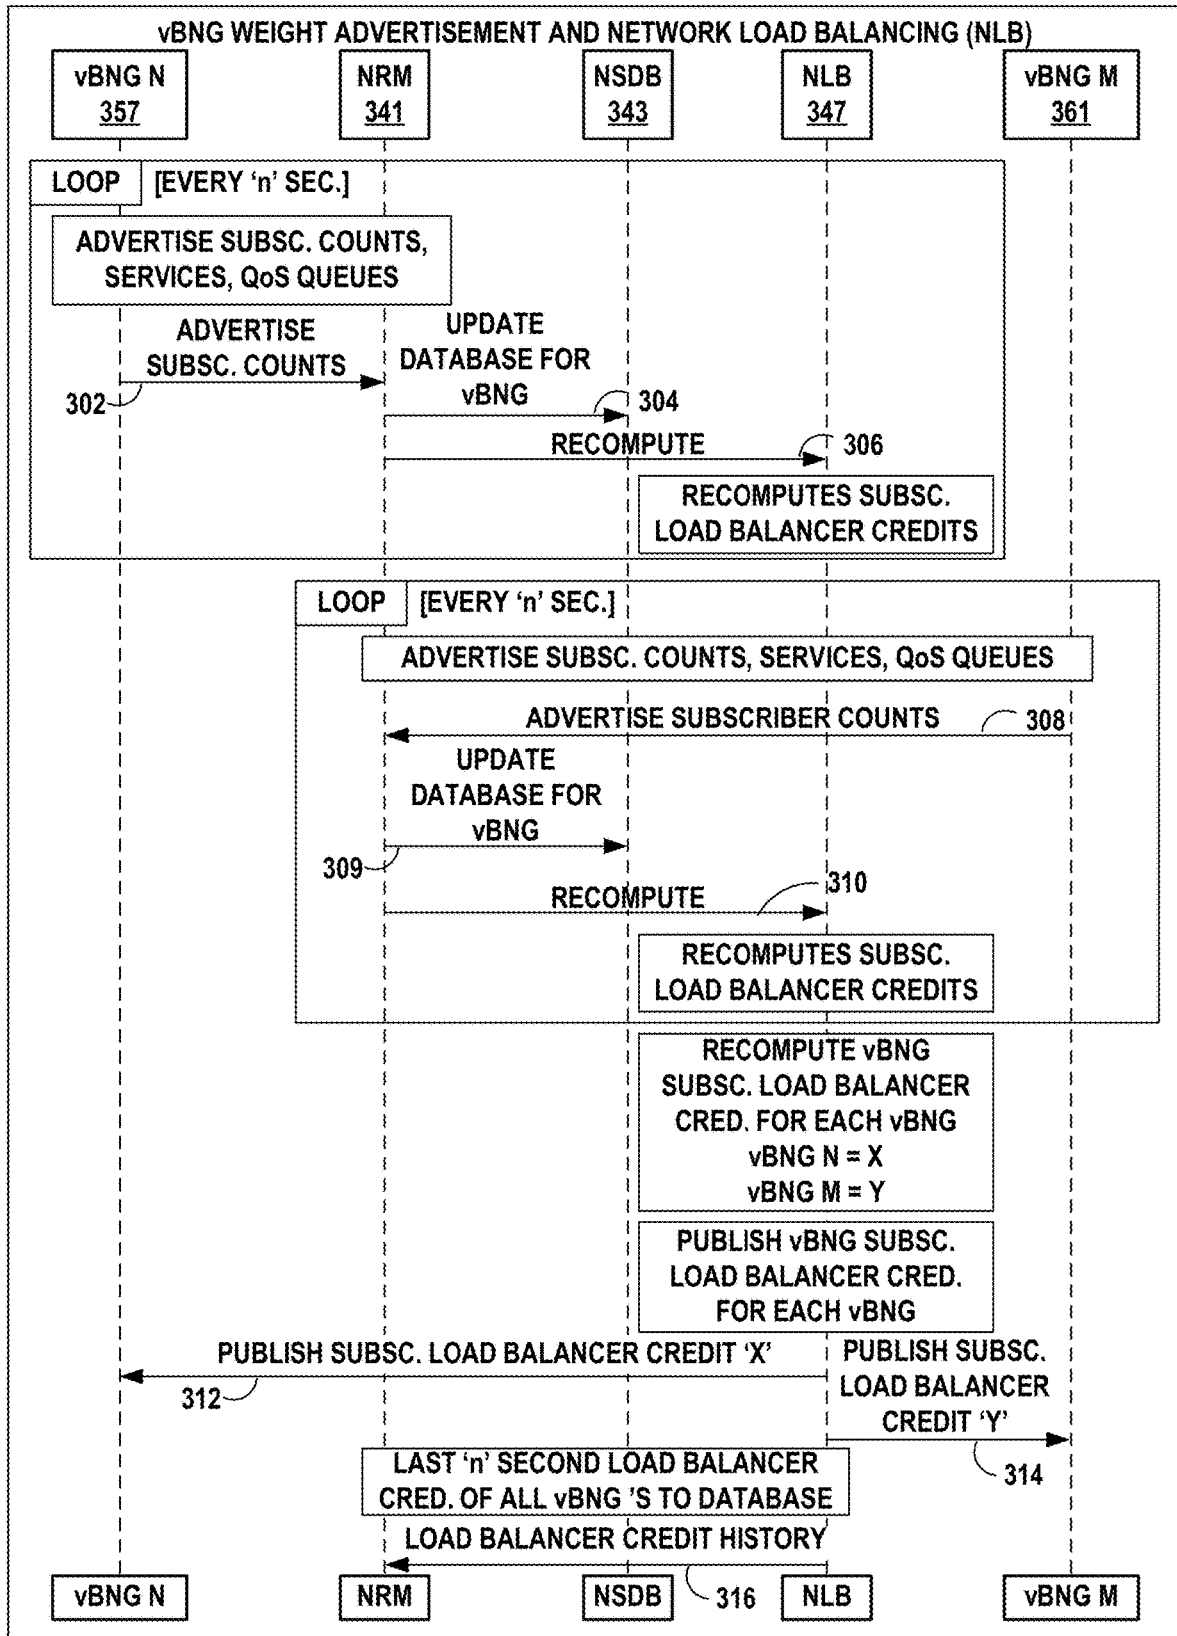 vBNG WEIGHT ADVERTISEMENT AND NETWORK LOAD BALANCING (NLB)
vBNG N
357
NRM
341
NSDB
343
NLB
347
vBNG M
361
LOOP
[EVERY 'n' SEC.]
ADVERTISE SUBSC. COUNTS,
SERVICES, QoS QUEUES
ADVERTISE
SUBSC. COUNTS
302
UPDATE
DATABASE FOR
vBNG
304
RECOMPUTE
306
RECOMPUTES SUBSC.
LOAD BALANCER CREDITS
LOOP
[EVERY 'n' SEC.]
ADVERTISE SUBSC. COUNTS, SERVICES, QoS QUEUES
ADVERTISE SUBSCRIBER COUNTS
308
UPDATE
DATABASE FOR
vBNG
309
RECOMPUTE
310
RECOMPUTES SUBSC.
LOAD BALANCER CREDITS
RECOMPUTE vBNG
SUBSC. LOAD BALANCER
CRED. FOR EACH vBNG
vBNG N = X
vBNG M = Y
PUBLISH vBNG SUBSC.
LOAD BALANCER CRED.
FOR EACH vBNG
PUBLISH SUBSC. LOAD BALANCER CREDIT 'X'
312
PUBLISH SUBSC.
LOAD BALANCER
CREDIT 'Y'
314
LAST 'n' SECOND LOAD BALANCER
CRED. OF ALL vBNG 'S TO DATABASE
LOAD BALANCER CREDIT HISTORY
316
vBNG N
NRM
NSDB
NLB
vBNG M